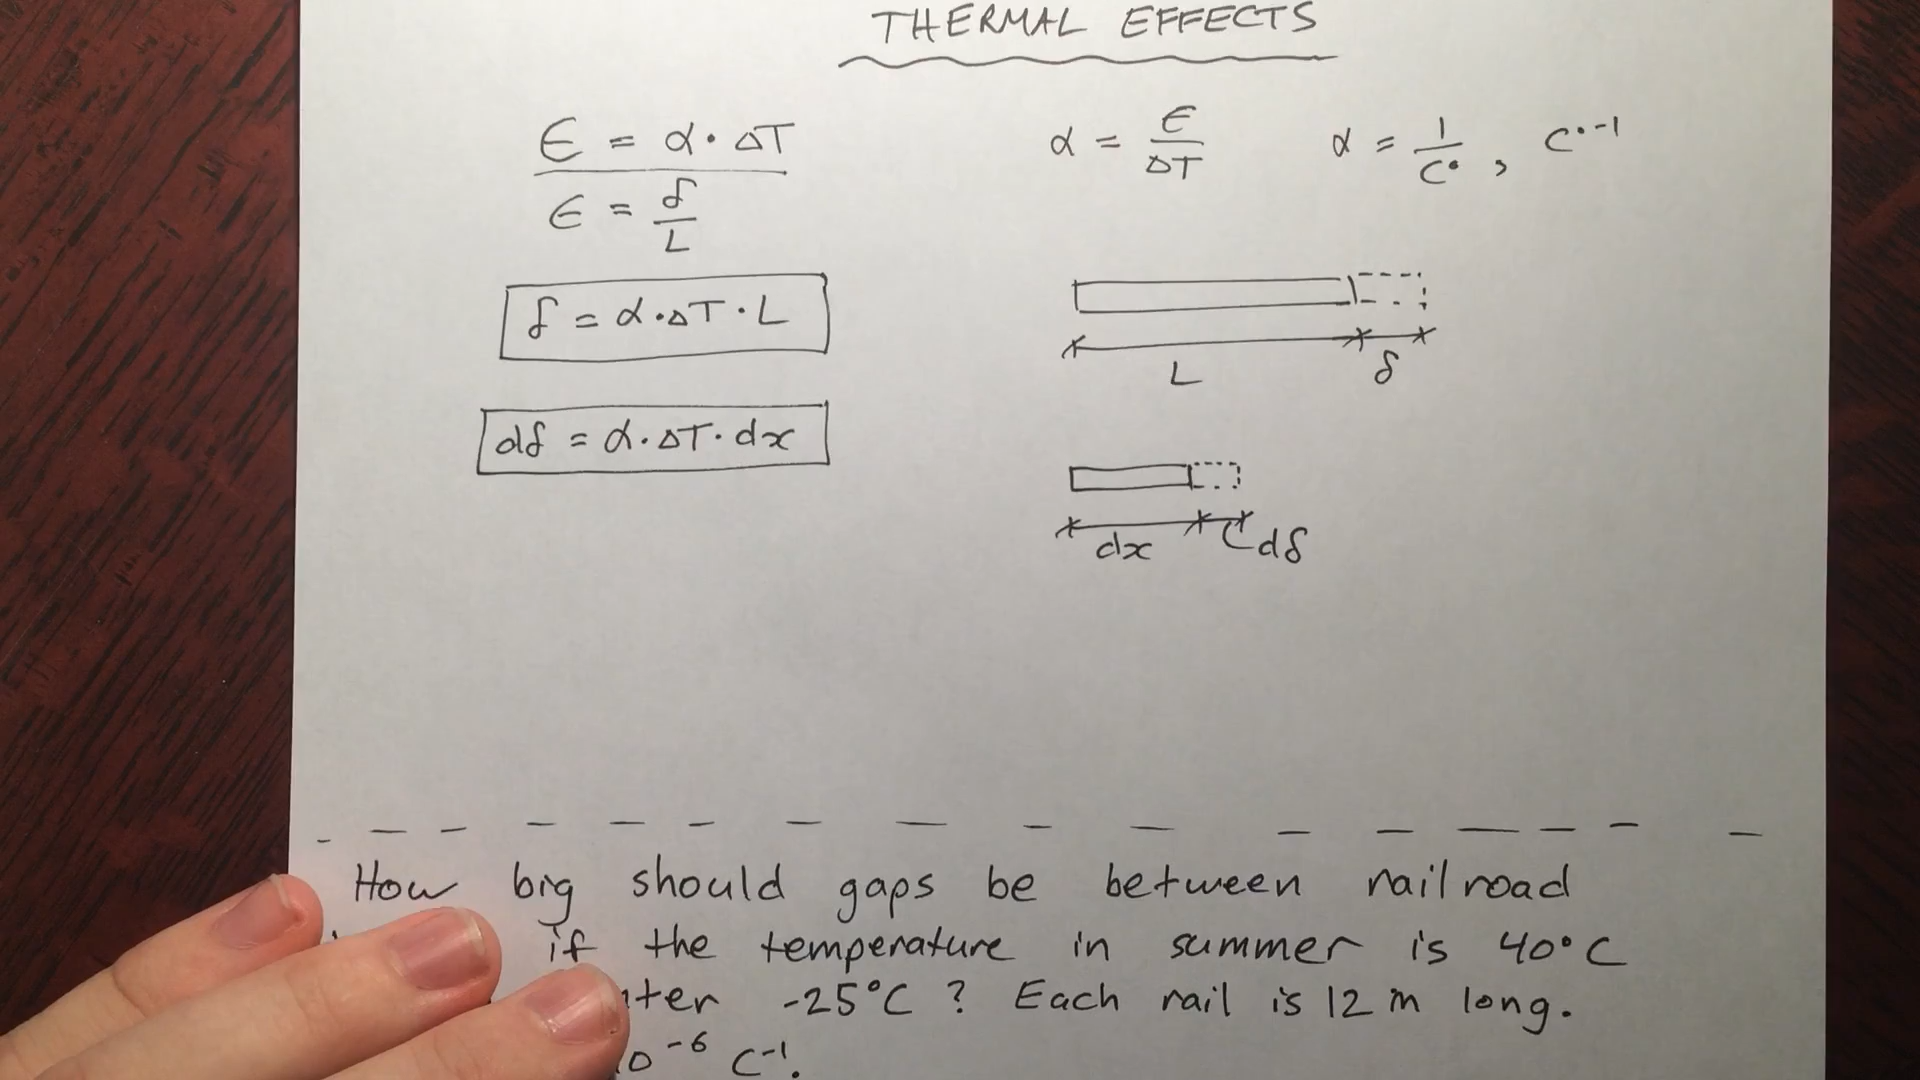 THERMAL EFFECTS
ϵ = α · ΔT
α = ϵ/ΔT
α = 1/C° , C°⁻¹
ϵ = δ/L
δ = α · ΔT · L
L
δ
dδ = α · ΔT · dx
dx
dδ
How big should gaps be between railroad
if the temperature in summer is 40°C
-25°C ? Each rail is 12 m long.
C⁻¹.